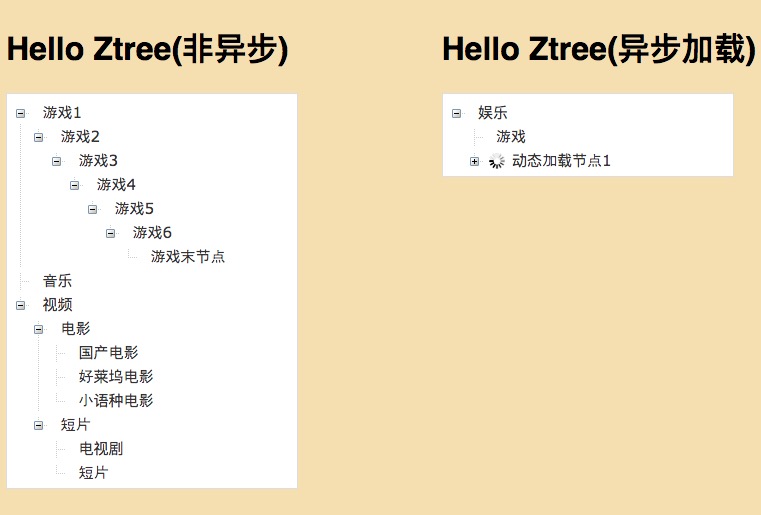 Hello Ztree(非异步)
游戏1
游戏2
游戏3
游戏4
游戏5
游戏6
游戏末节点
音乐
视频
电影
国产电影
好莱坞电影
小语种电影
短片
电视剧
短片
Hello Ztree(异步加载)
娱乐
游戏
动态加载节点1